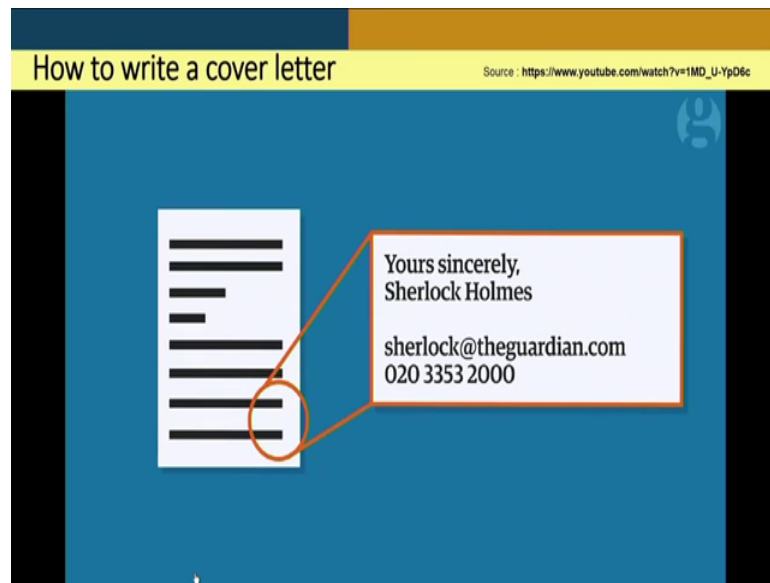 How to write a cover letter
Source : https://www.youtube.com/watch?v=1MD_U-YpD6c
g
Yours sincerely,
Sherlock Holmes
sherlock@theguardian.com
020 3353 2000